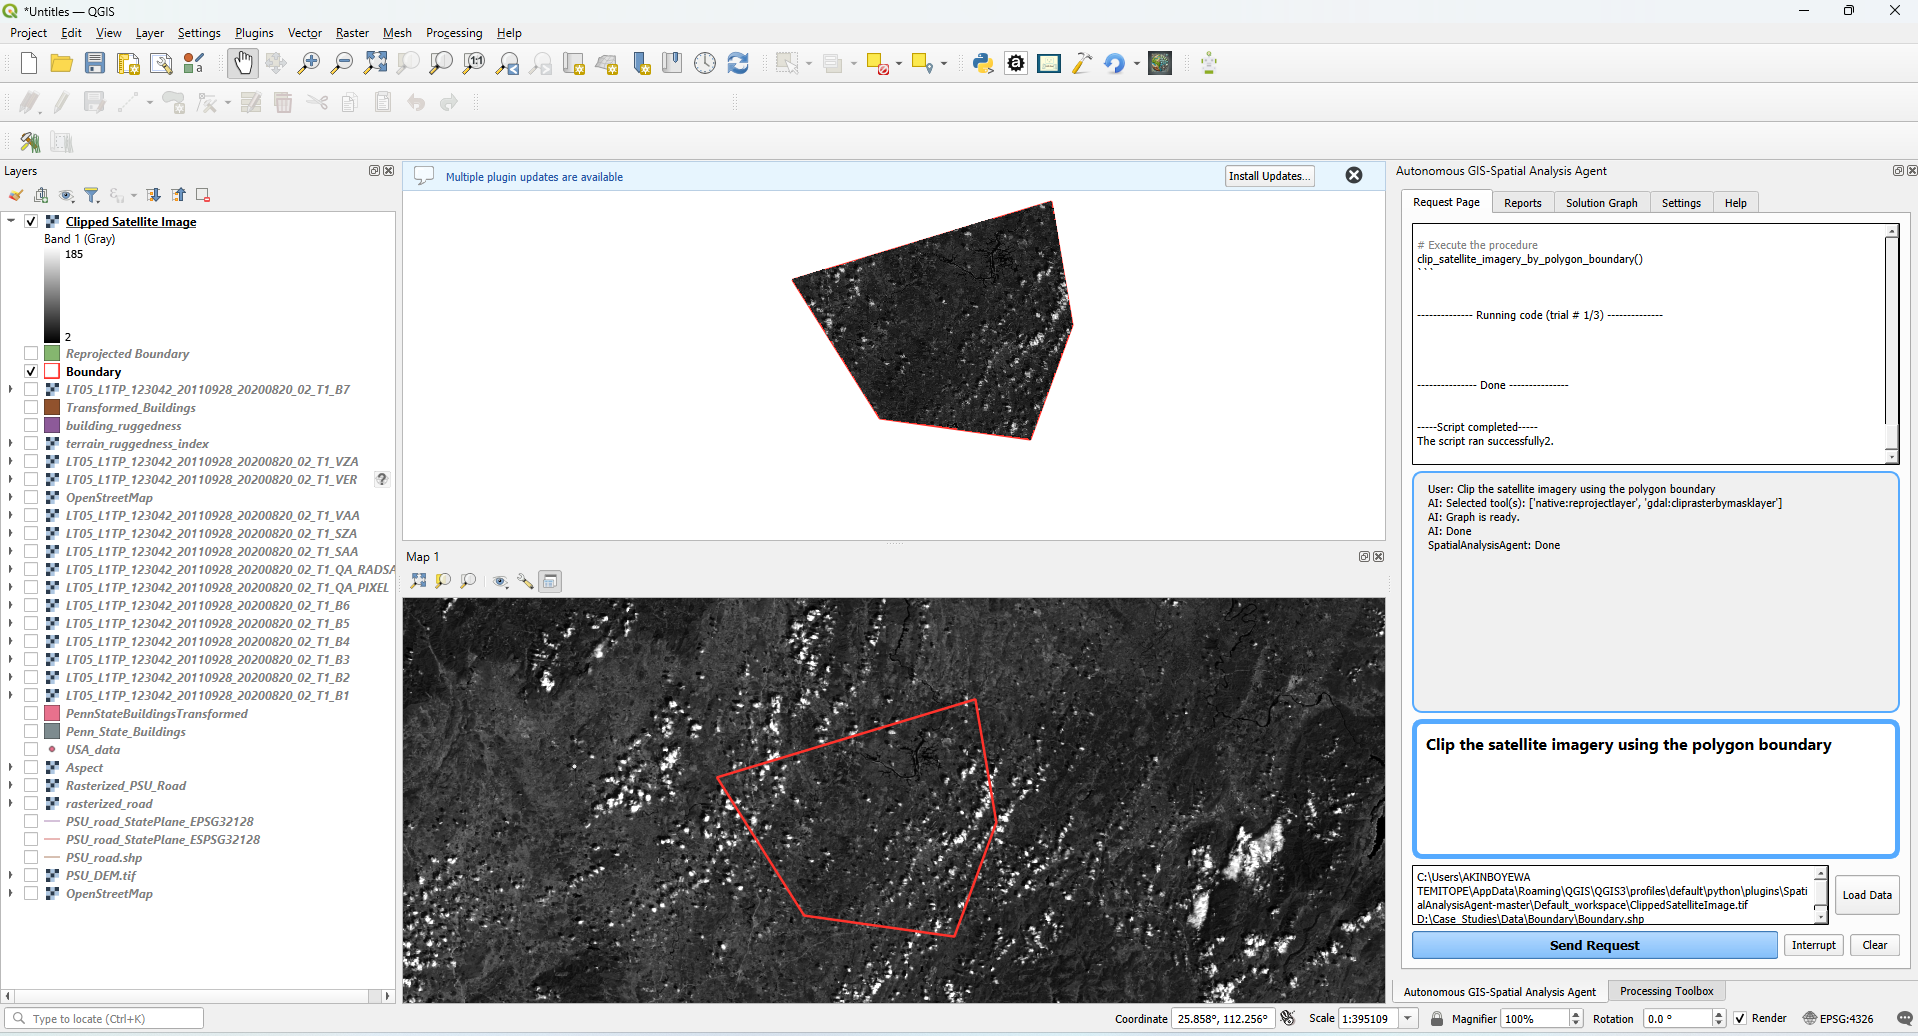 *Untitles — QGIS
Project Edit View Layer Settings Plugins Vector Raster Mesh Processing Help
Layers
Clipped Satellite Image
Band 1 (Gray)
185
2
Reprojected Boundary
Boundary
LT05_L1TP_123042_20110928_20200820_02_T1_B7
Transformed_Buildings
building_ruggedness
terrain_ruggedness_index
LT05_L1TP_123042_20110928_20200820_02_T1_VZA
LT05_L1TP_123042_20110928_20200820_02_T1_VER ?
OpenStreetMap
LT05_L1TP_123042_20110928_20200820_02_T1_VAA
LT05_L1TP_123042_20110928_20200820_02_T1_SZA
LT05_L1TP_123042_20110928_20200820_02_T1_SAA
LT05_L1TP_123042_20110928_20200820_02_T1_QA_RADSA
LT05_L1TP_123042_20110928_20200820_02_T1_QA_PIXEL
LT05_L1TP_123042_20110928_20200820_02_T1_B6
LT05_L1TP_123042_20110928_20200820_02_T1_B5
LT05_L1TP_123042_20110928_20200820_02_T1_B4
LT05_L1TP_123042_20110928_20200820_02_T1_B3
LT05_L1TP_123042_20110928_20200820_02_T1_B2
LT05_L1TP_123042_20110928_20200820_02_T1_B1
PennStateBuildingsTransformed
Penn_State_Buildings
USA_data
Aspect
Rasterized_PSU_Road
rasterized_road
PSU_road_StatePlane_EPSG32128
PSU_road_StatePlane_ESPSG32128
PSU_road.shp
PSU_DEM.tif
OpenStreetMap
Multiple plugin updates are available
Install Updates...
Map 1
Autonomous GIS-Spatial Analysis Agent
Request Page Reports Solution Graph Settings Help
# Execute the procedure
clip_satellite_imagery_by_polygon_boundary()
```
-------------- Running code (trial # 1/3) --------------
--------------- Done ---------------
-----Script completed-----
The script ran successfully2.
User: Clip the satellite imagery using the polygon boundary
AI: Selected tool(s): ['native:reprojectlayer', 'gdal:cliprasterbymasklayer']
AI: Graph is ready.
AI: Done
SpatialAnalysisAgent: Done
Clip the satellite imagery using the polygon boundary
C:\Users\AKINBOYEWA
TEMITOPE\AppData\Roaming\QGIS\QGIS3\profiles\default\python\plugins\Spati
alAnalysisAgent-master\Default_workspace\ClippedSatelliteImage.tif
D:\Case_Studies\Data\Boundary\Boundary.shp
Load Data
Send Request Interrupt Clear
Autonomous GIS-Spatial Analysis Agent Processing Toolbox
Type to locate (Ctrl+K)
Coordinate 25.858°, 112.256° Scale 1:395109 Magnifier 100% Rotation 0.0 ° Render EPSG:4326